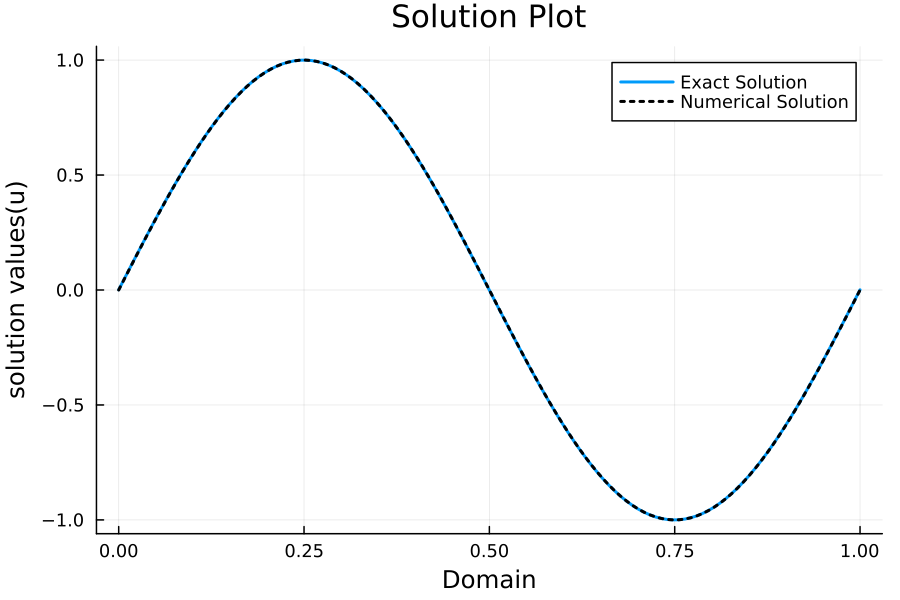 Solution Plot
Exact Solution
Numerical Solution
solution values(u)
1.0
0.5
0.0
−0.5
−1.0
0.00 0.25 0.50 0.75 1.00
Domain